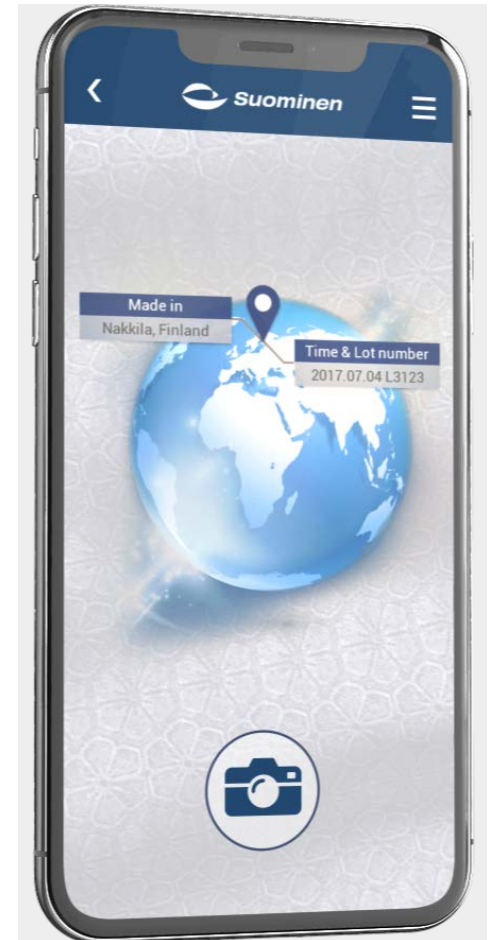 Suominen
Made in
Nakkila, Finland
Time & Lot number
2017.07.04 L3123